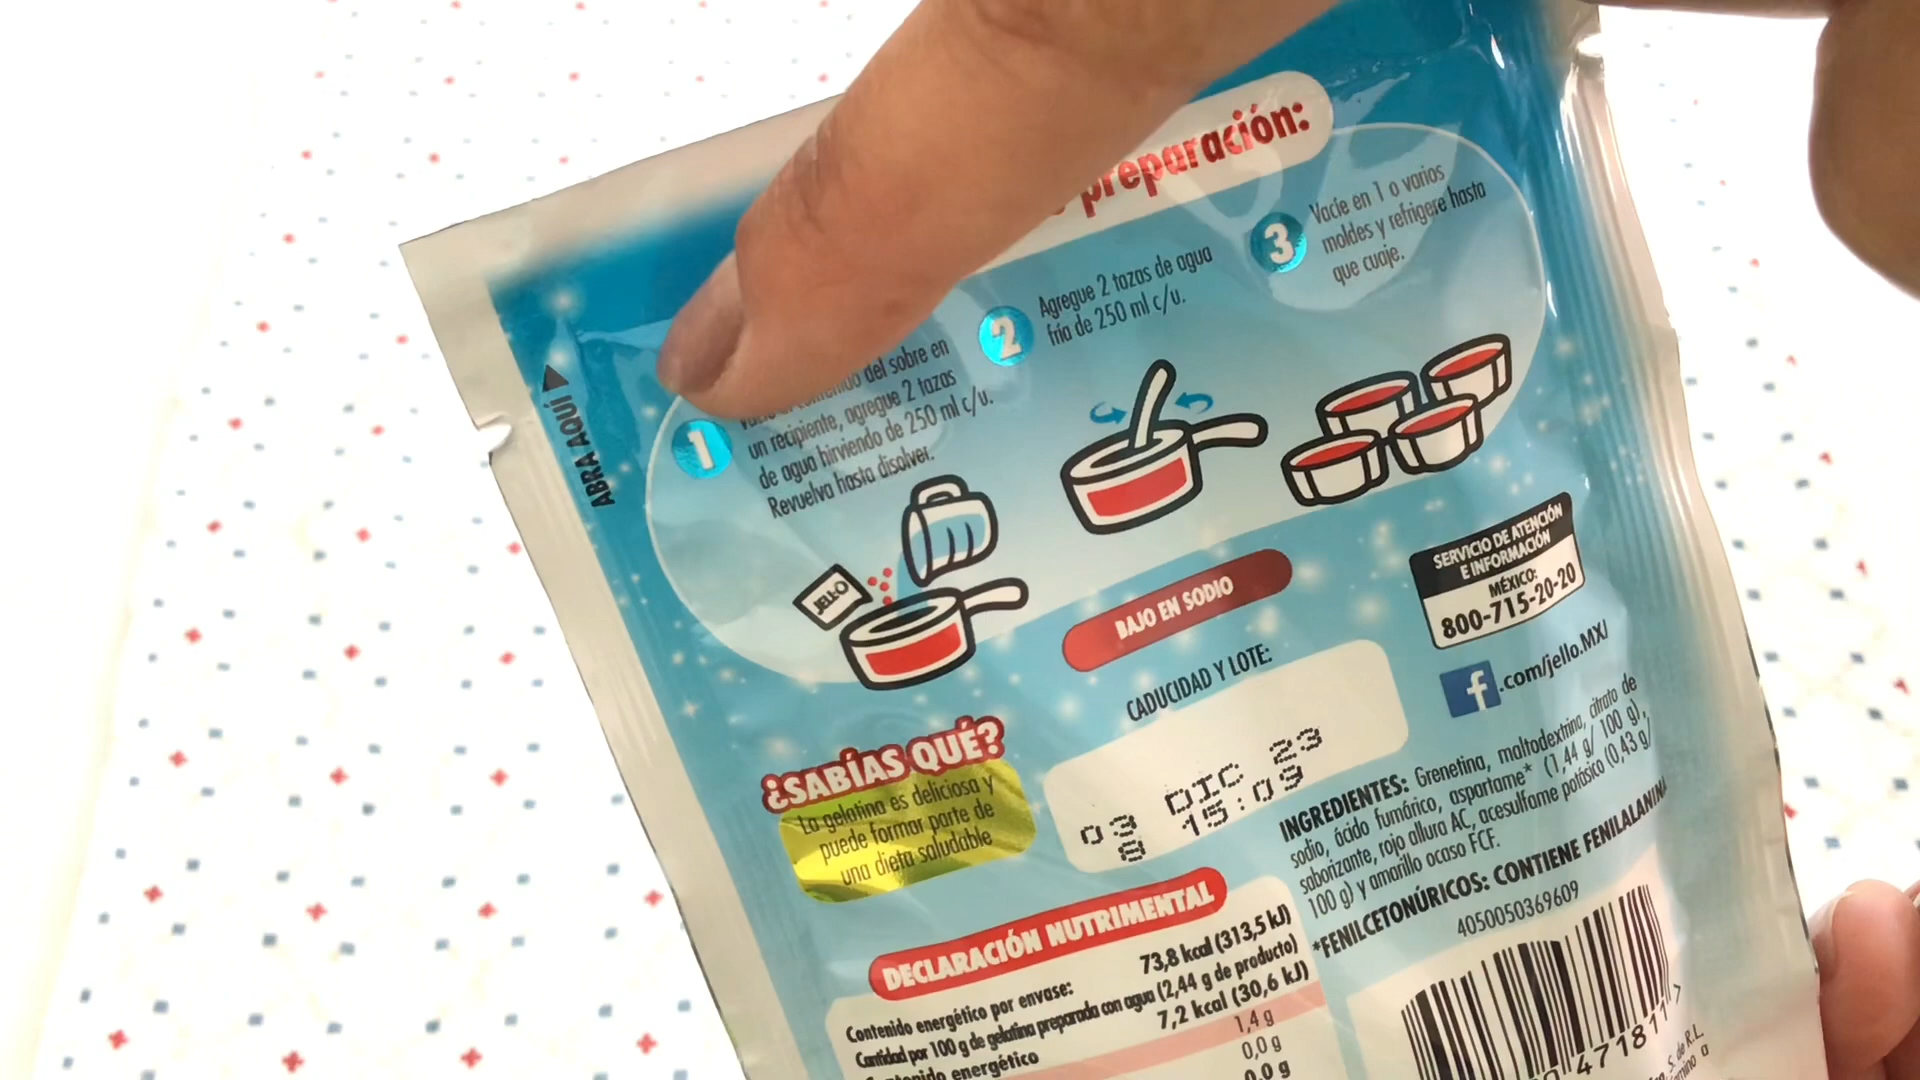 preparación:
1
del sobre en
un recipiente, agregue 2 tazas
de agua hirviendo de 250 ml c/u.
Revuelva hasta disolver.
2
Agregue 2 tazas de agua
fría de 250 ml c/u.
3
Vacíe en 1 o varios
moldes y refrigere hasta
que cuaje.
ABRA AQUÍ
JELL-O
BAJO EN SODIO
SERVICIO DE ATENCIÓN
E INFORMACIÓN
MÉXICO:
800-715-20-20
f .com/jello.MX/
CADUCIDAD Y LOTE:
03 DIC 23
8 15:09
¿SABÍAS QUÉ?
La gelatina es deliciosa y
puede formar parte de
una dieta saludable
INGREDIENTES: Grenetina, maltodextrina, citrato de
sodio, ácido fumárico, aspartame* (1,44 g/ 100 g),
saborizante, rojo allura AC, acesulfame potásico (0,43 g/
100 g) y amarillo ocaso FCF.
*FENILCETONÚRICOS: CONTIENE FENILALANINA
4050050369609
DECLARACIÓN NUTRIMENTAL
Contenido energético por envase: 73,8 kcal (313,5 kJ)
Cantidad por 100 g de gelatina preparada con agua (2,44 g de producto)
Contenido energético 7,2 kcal (30,6 kJ)
1,4 g
0,0 g
0,0 g
0 47181 1 >
S. de R.L.